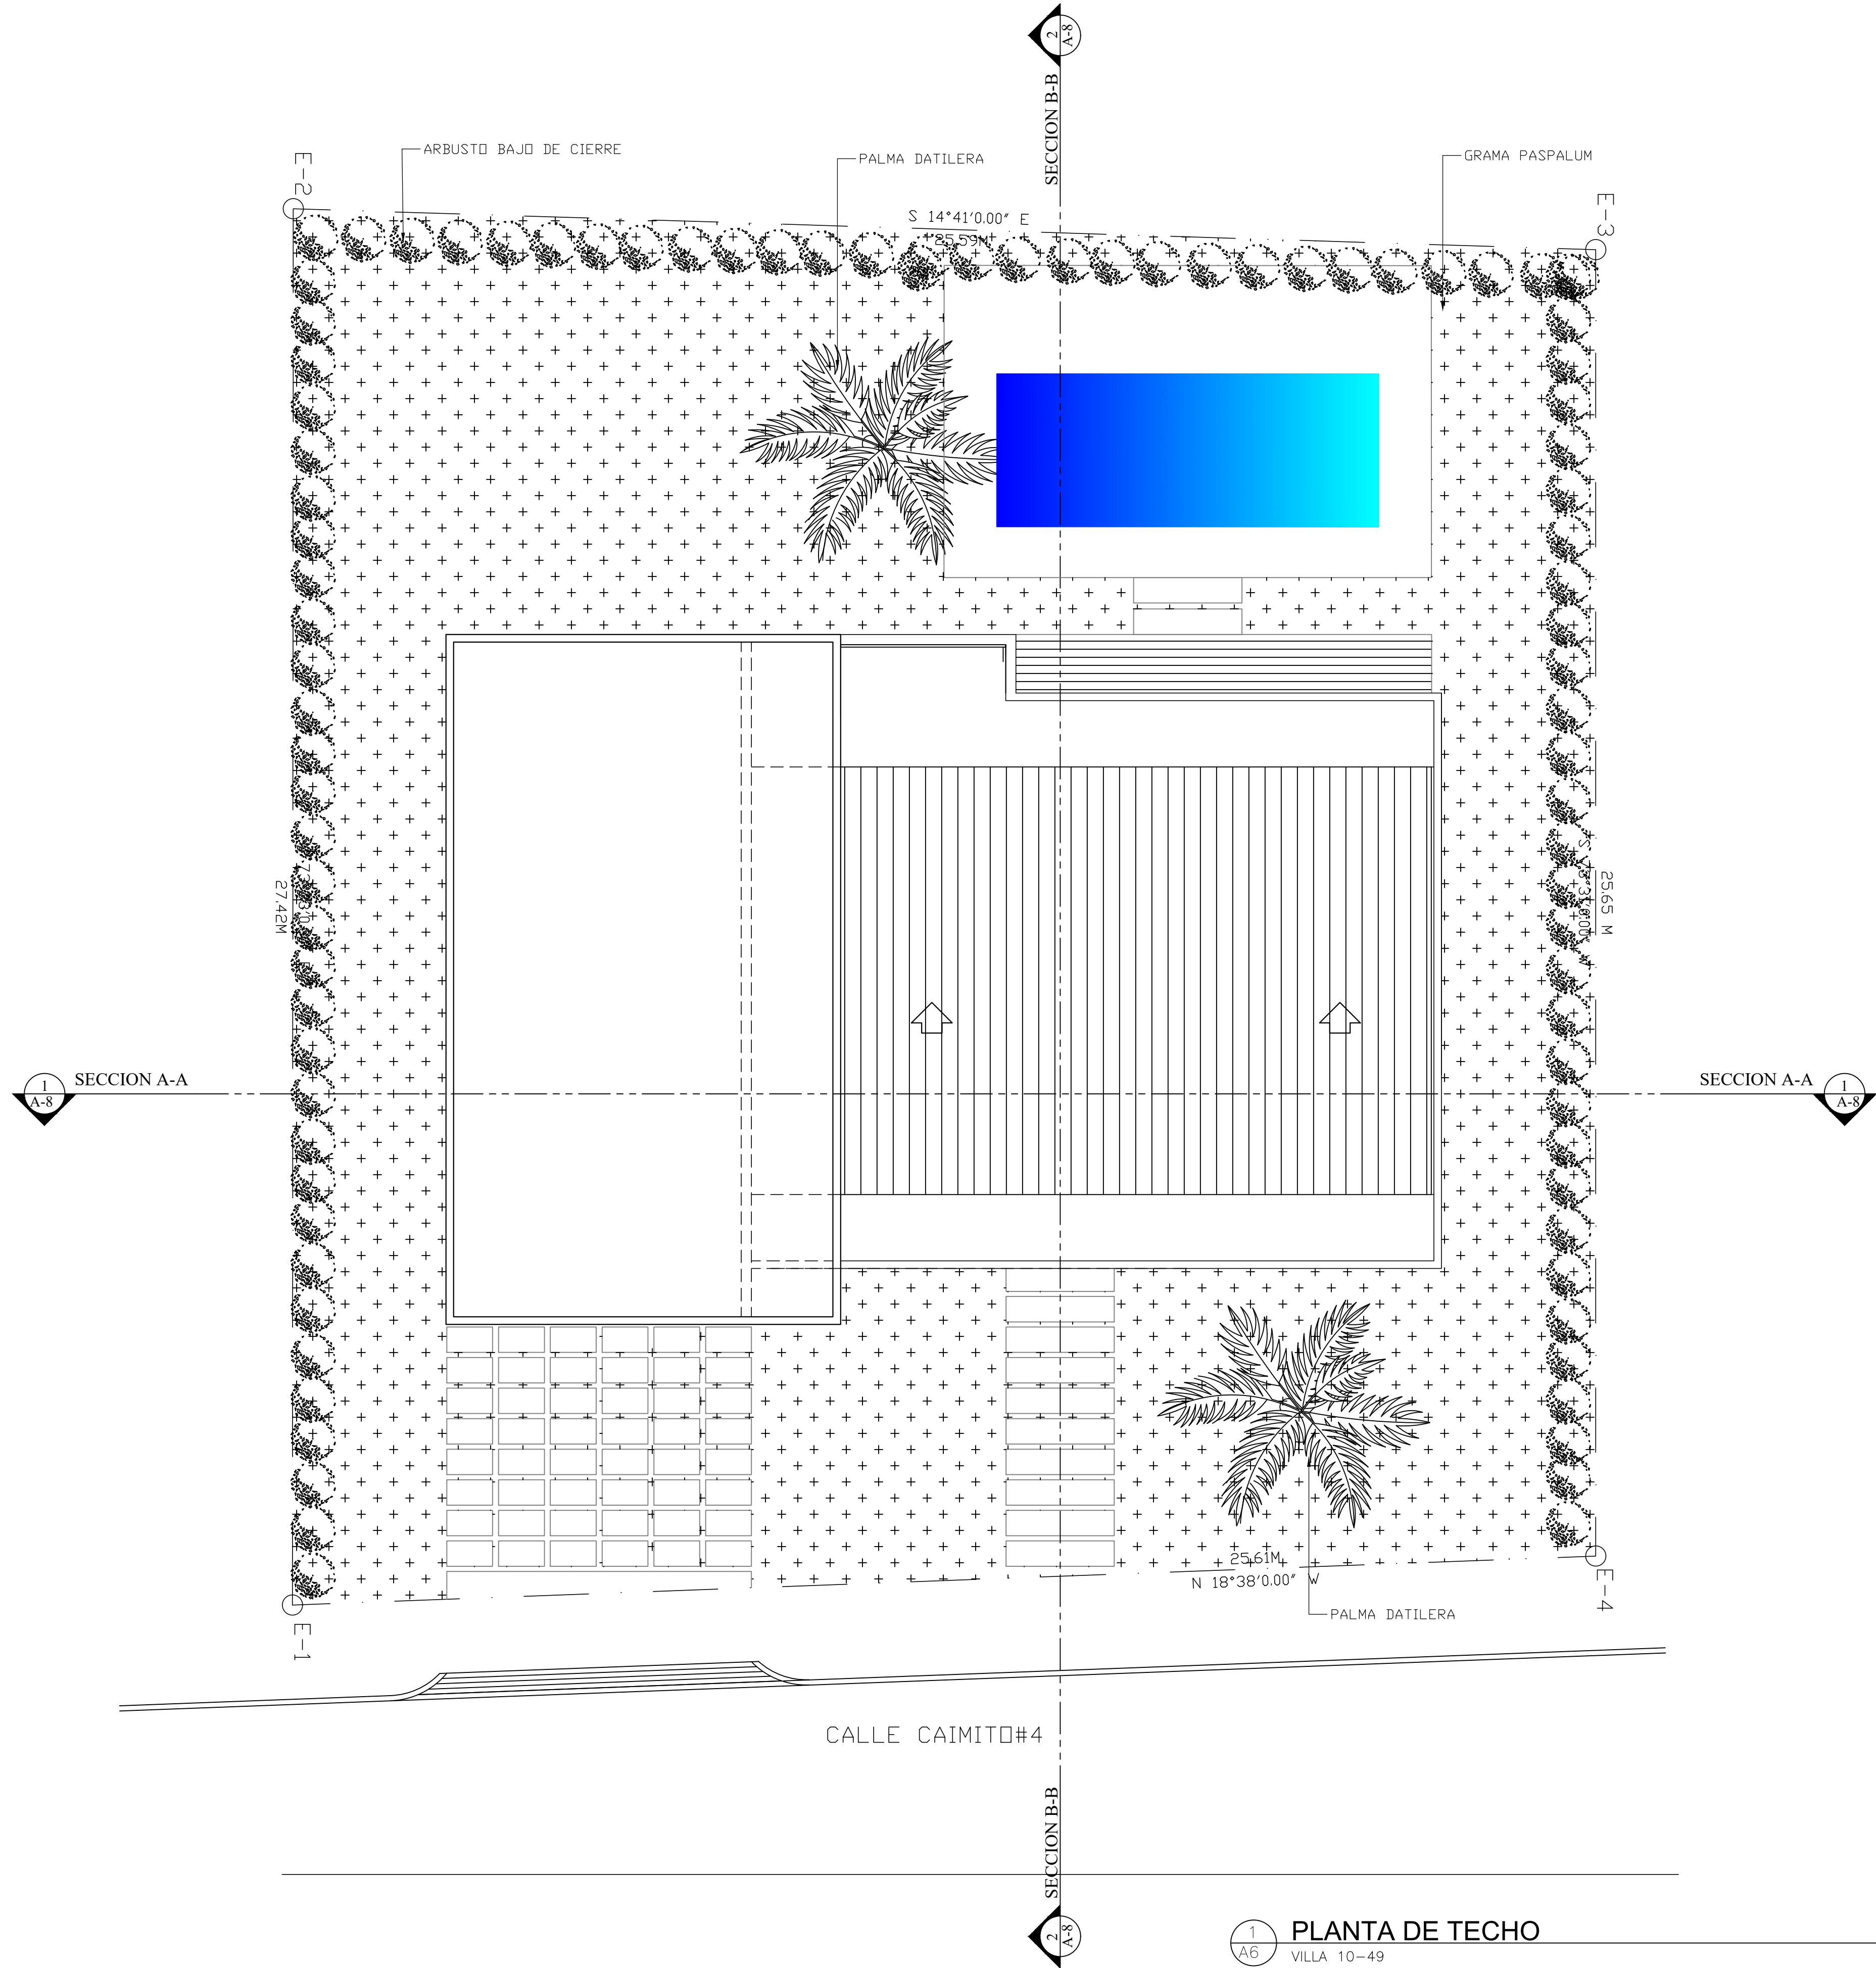 2
A-8
SECCION B-B
ARBUSTO BAJO DE CIERRE
PALMA DATILERA
GRAMA PASPALUM
E-2
E-3
S 14°41'0.00" E
25.59M
27.42M
25.65 M
1
A-8
SECCION A-A
SECCION A-A
1
A-8
25.61M
N 18°38'0.00" W
PALMA DATILERA
E-1
E-4
CALLE CAIMITO#4
SECCION B-B
2
A-8
1
A6
PLANTA DE TECHO
VILLA 10-49